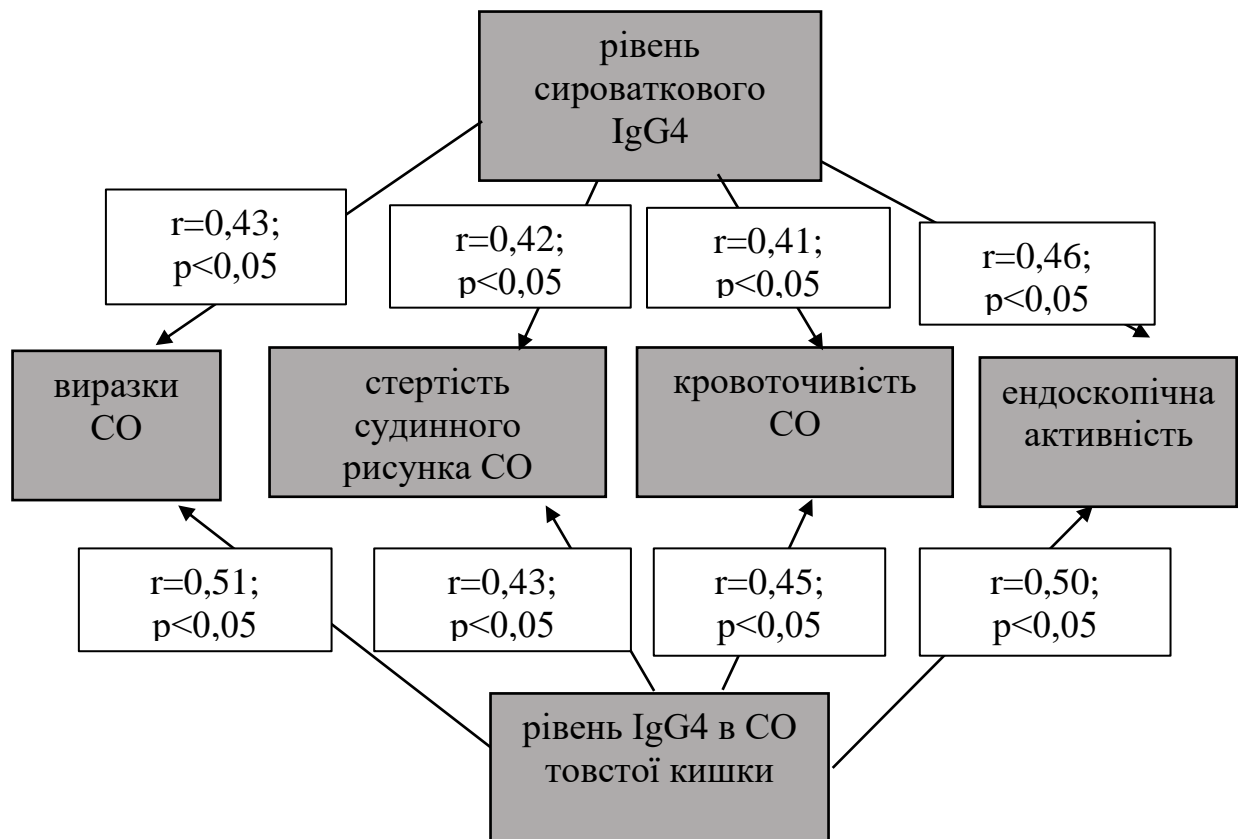 рівень
сироваткового
IgG4
r=0,43;
p<0,05
r=0,42;
p<0,05
r=0,41;
p<0,05
r=0,46;
p<0,05
виразки
СО
стертість
судинного
рисунка СО
кровоточивість
СО
ендоскопічна
активність
r=0,51;
p<0,05
r=0,43;
p<0,05
r=0,45;
p<0,05
r=0,50;
p<0,05
рівень IgG4 в СО
товстої кишки